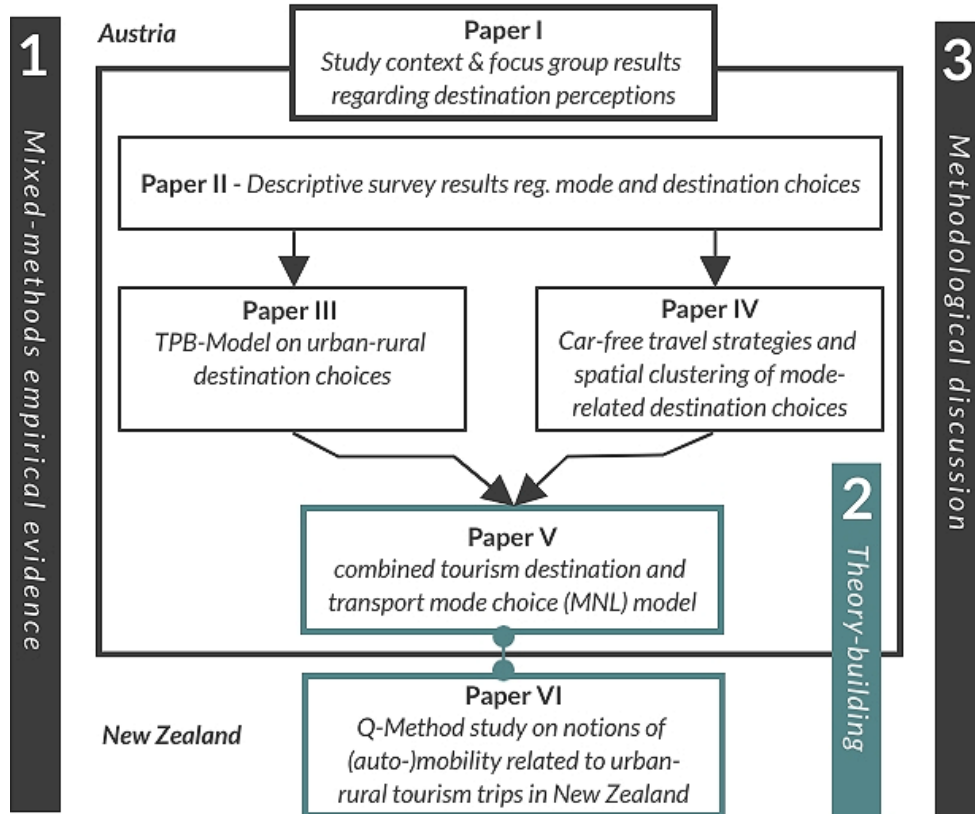 1
Mixed-methods empirical evidence
Austria
Paper I
Study context & focus group results
regarding destination perceptions
Paper II - Descriptive survey results reg. mode and destination choices
Paper III
TPB-Model on urban-rural
destination choices
Paper IV
Car-free travel strategies and
spatial clustering of mode-
related destination choices
Paper V
combined tourism destination and
transport mode choice (MNL) model
New Zealand
Paper VI
Q-Method study on notions of
(auto-)mobility related to urban-
rural tourism trips in New Zealand
2
Theory-building
3
Methodological discussion